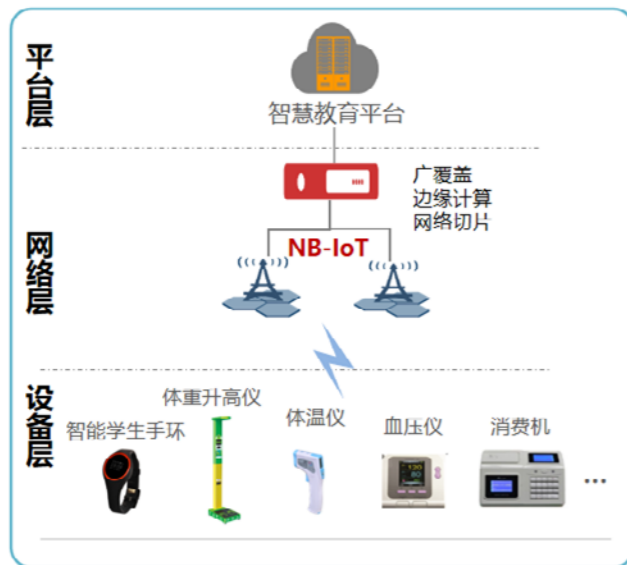 平台层
智慧教育平台
广覆盖
边缘计算
网络切片
NB-IoT
网络层
设备层
体重升高仪
智能学生手环
体温仪
血压仪
消费机
120
80
...